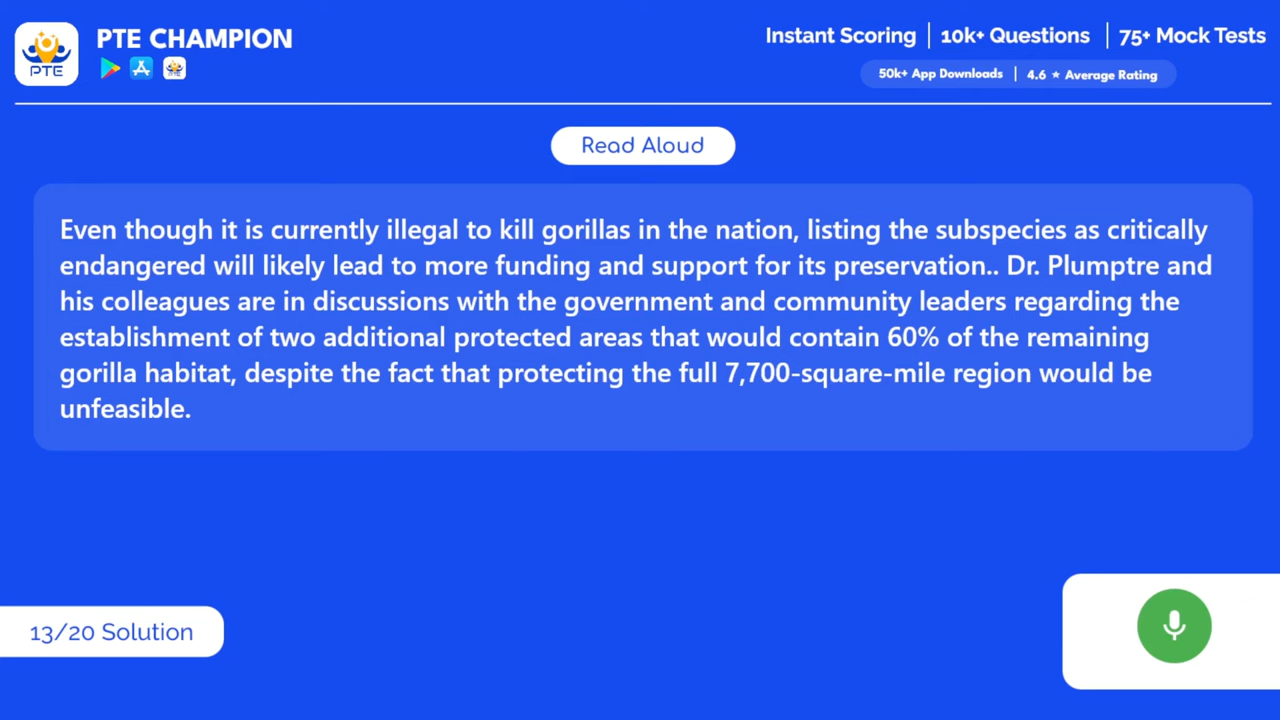 PTE CHAMPION
PTE
Instant Scoring | 10k+ Questions | 75+ Mock Tests
50k+ App Downloads | 4.6 ★ Average Rating
Read Aloud
Even though it is currently illegal to kill gorillas in the nation, listing the subspecies as critically
endangered will likely lead to more funding and support for its preservation.. Dr. Plumptre and
his colleagues are in discussions with the government and community leaders regarding the
establishment of two additional protected areas that would contain 60% of the remaining
gorilla habitat, despite the fact that protecting the full 7,700-square-mile region would be
unfeasible.
13/20 Solution